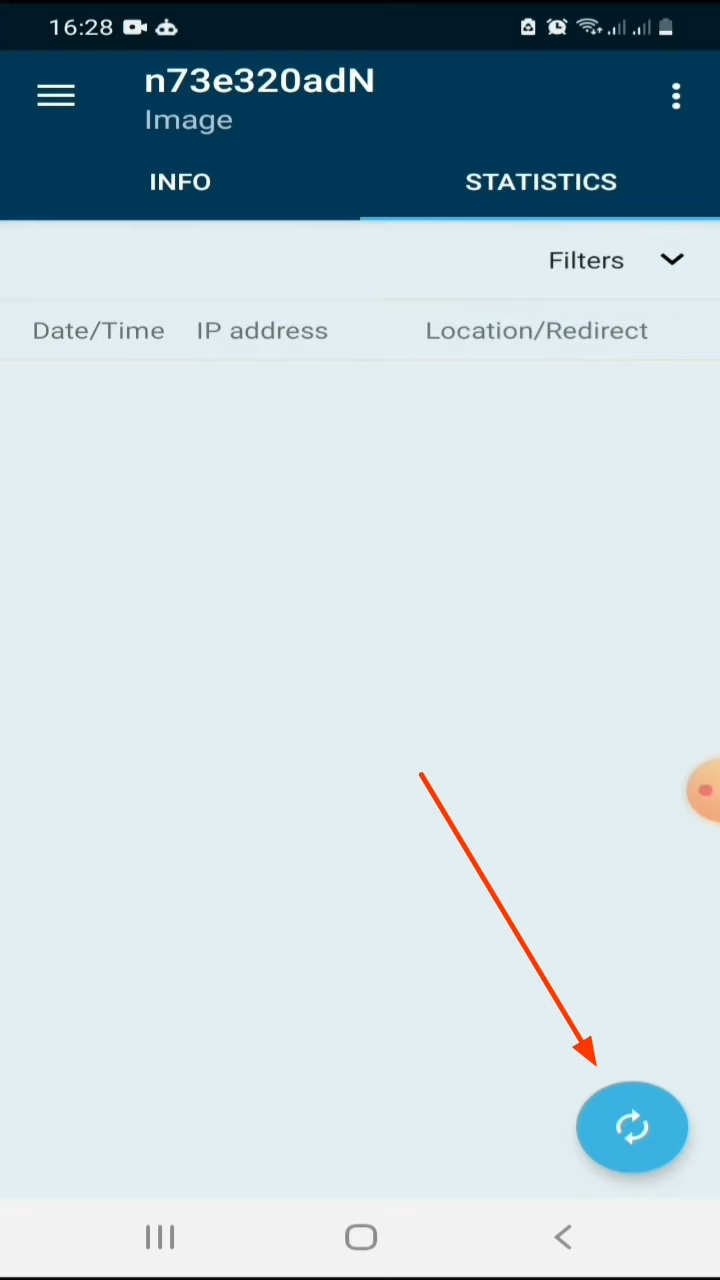 16:28
n73e320adN
Image
INFO STATISTICS
Filters
Date/Time IP address Location/Redirect